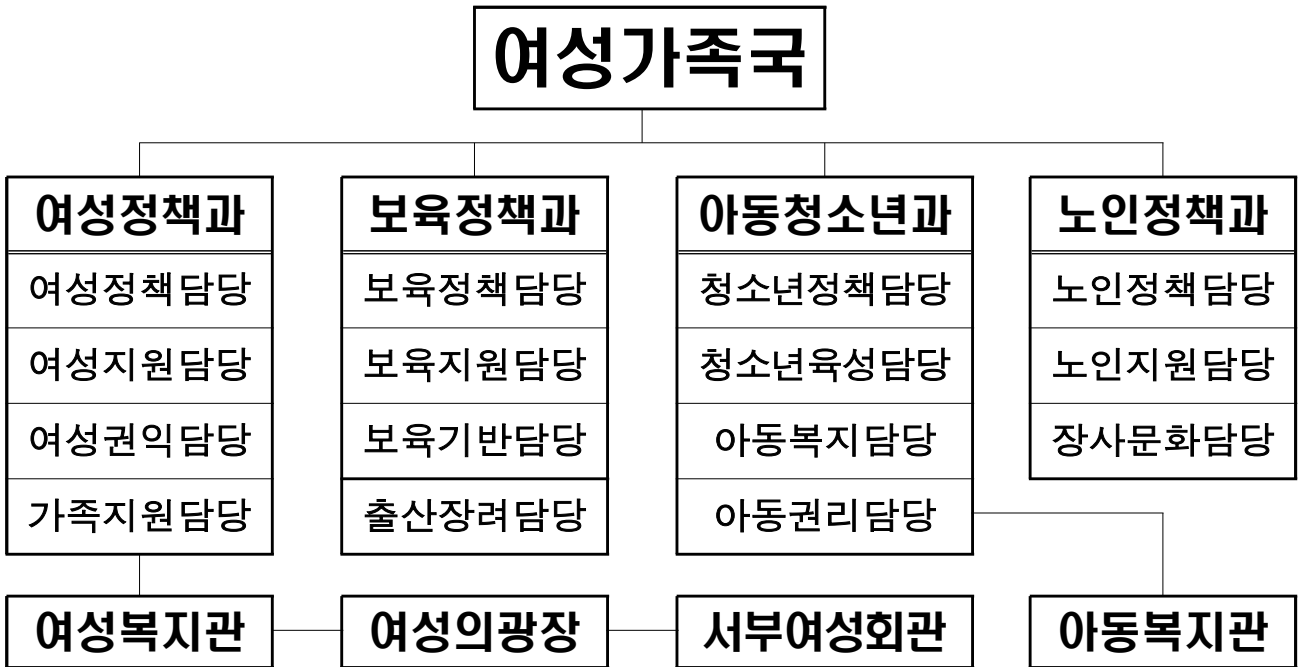 여성가족국
여성정책과
여성정책담당
여성지원담당
여성권익담당
가족지원담당
보육정책과
보육정책담당
보육지원담당
보육기반담당
출산장려담당
아동청소년과
청소년정책담당
청소년육성담당
아동복지담당
아동권리담당
노인정책과
노인정책담당
노인지원담당
장사문화담당
여성복지관
여성의광장
서부여성회관
아동복지관